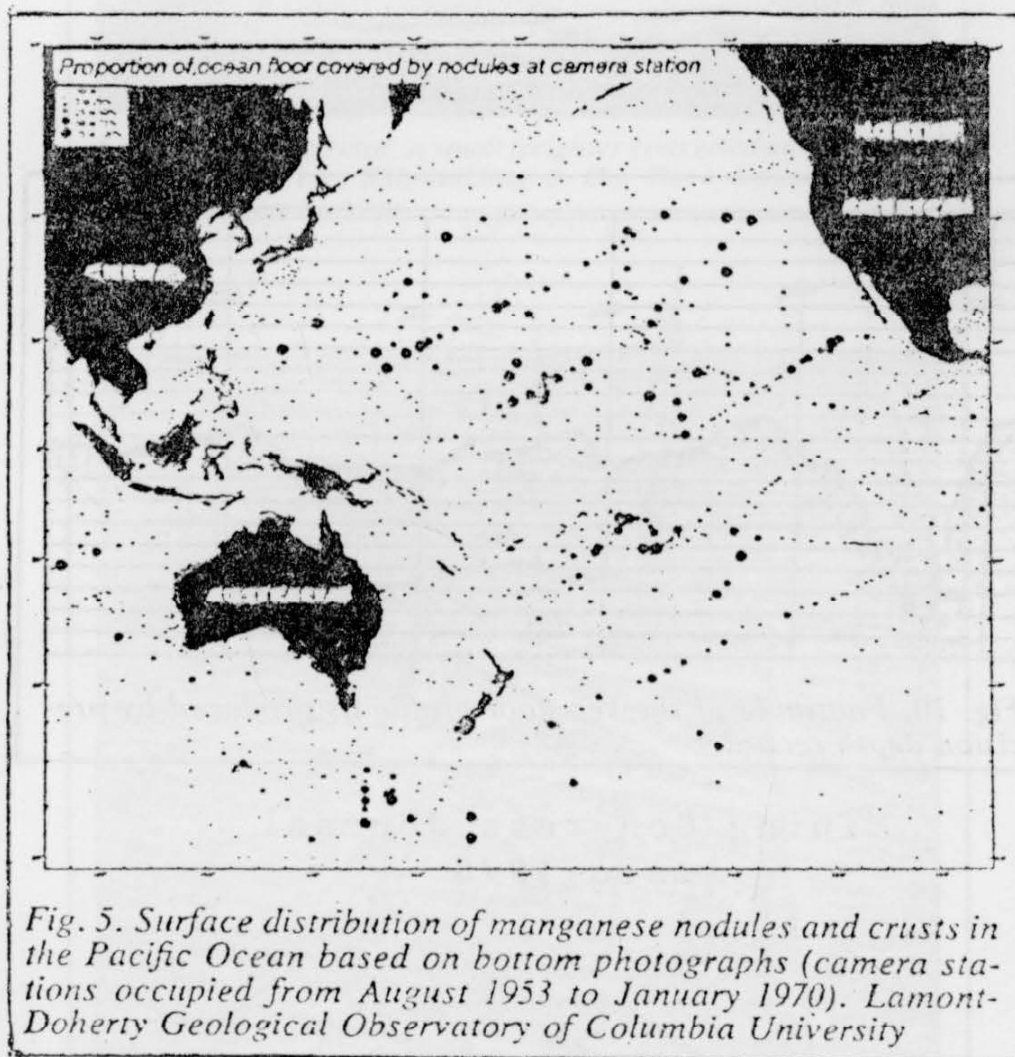 Proportion of ocean floor covered by nodules at camera station
Fig. 5. Surface distribution of manganese nodules and crusts in
the Pacific Ocean based on bottom photographs (camera sta-
tions occupied from August 1953 to January 1970). Lamont-
Doherty Geological Observatory of Columbia University